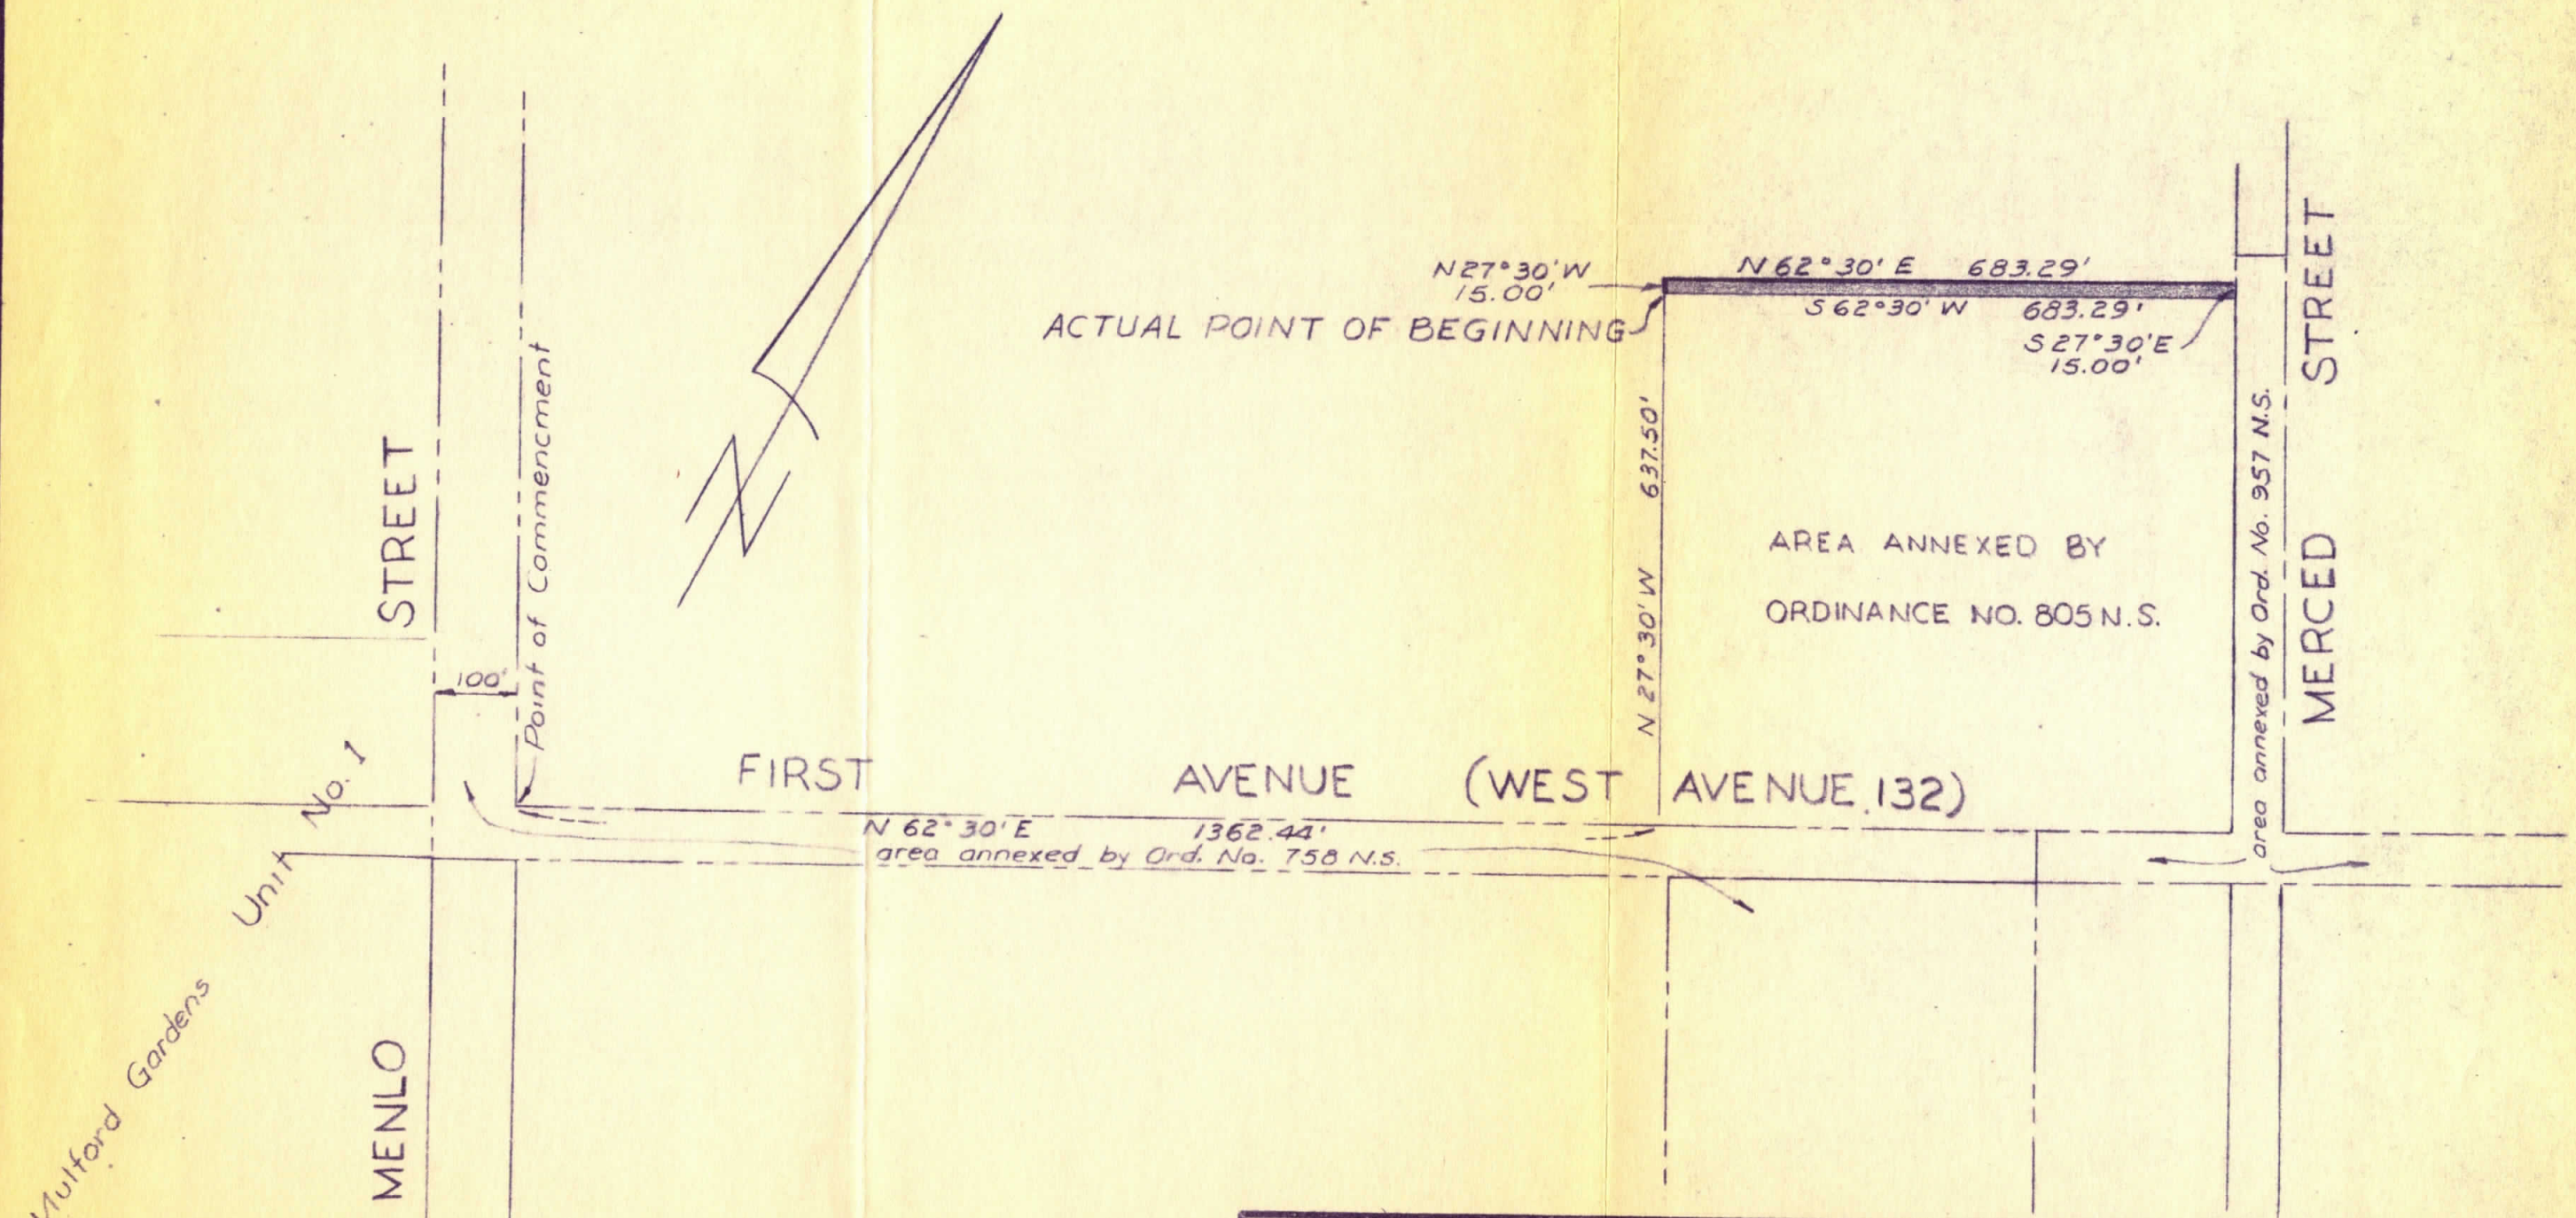 N 27° 30' W
15.00'
ACTUAL POINT OF BEGINNING
N 62° 30' E 683.29'
S 62° 30' W 683.29'
S 27° 30' E
15.00'
N 27° 30' W 637.50'
AREA ANNEXED BY
ORDINANCE NO. 805 N.S.
area annexed by Ord. No. 957 N.S.
MERCED STREET
MENLO STREET
100'
Point of Commencment
N
FIRST AVENUE (WEST AVENUE 132)
N 62° 30' E 1362.44'
area annexed by Ord. No. 758 N.S.
Mulford Gardens Unit No. 1